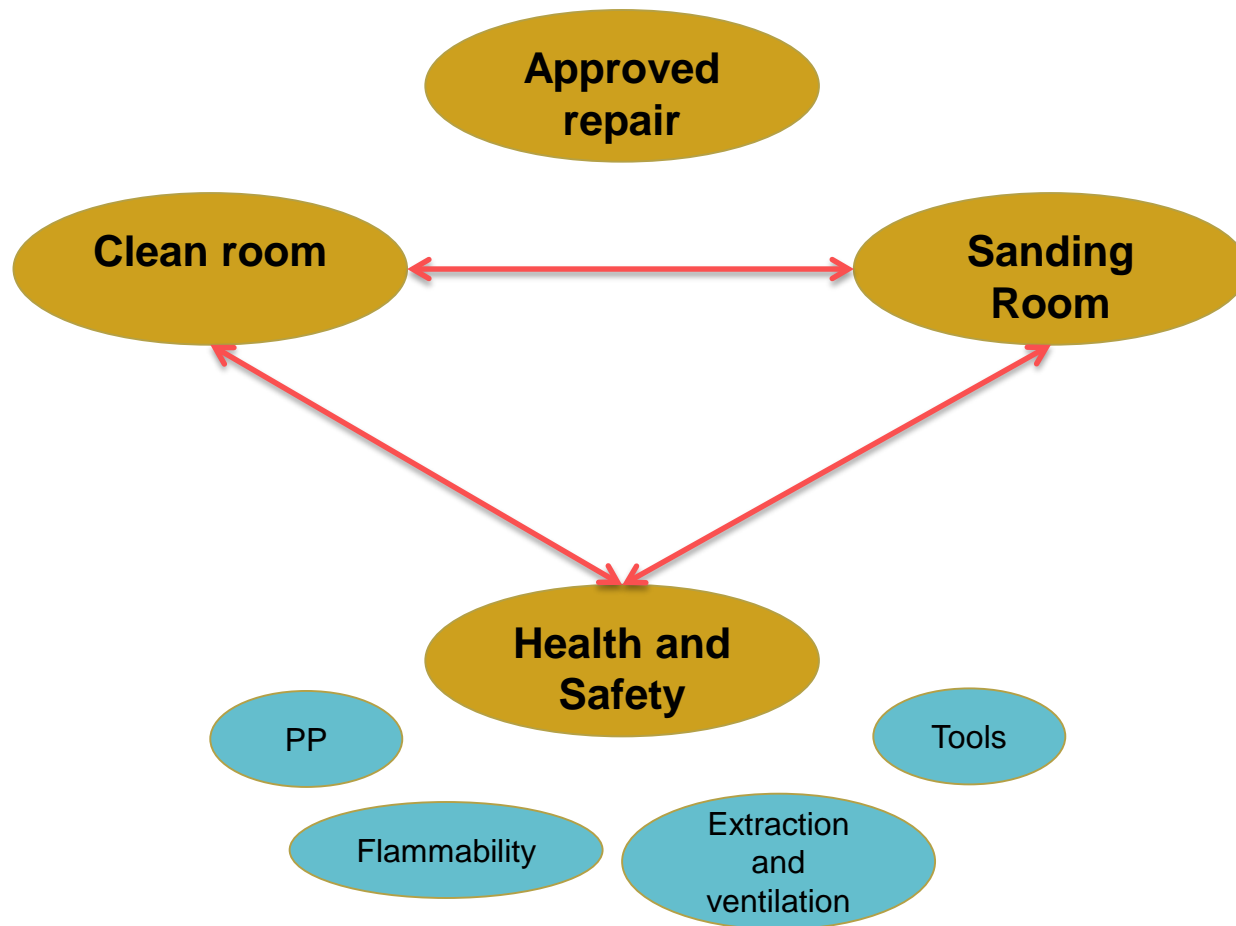 Approved
repair
Clean room
Sanding
Room
Health and
Safety
PP
Tools
Flammability
Extraction
and
ventilation